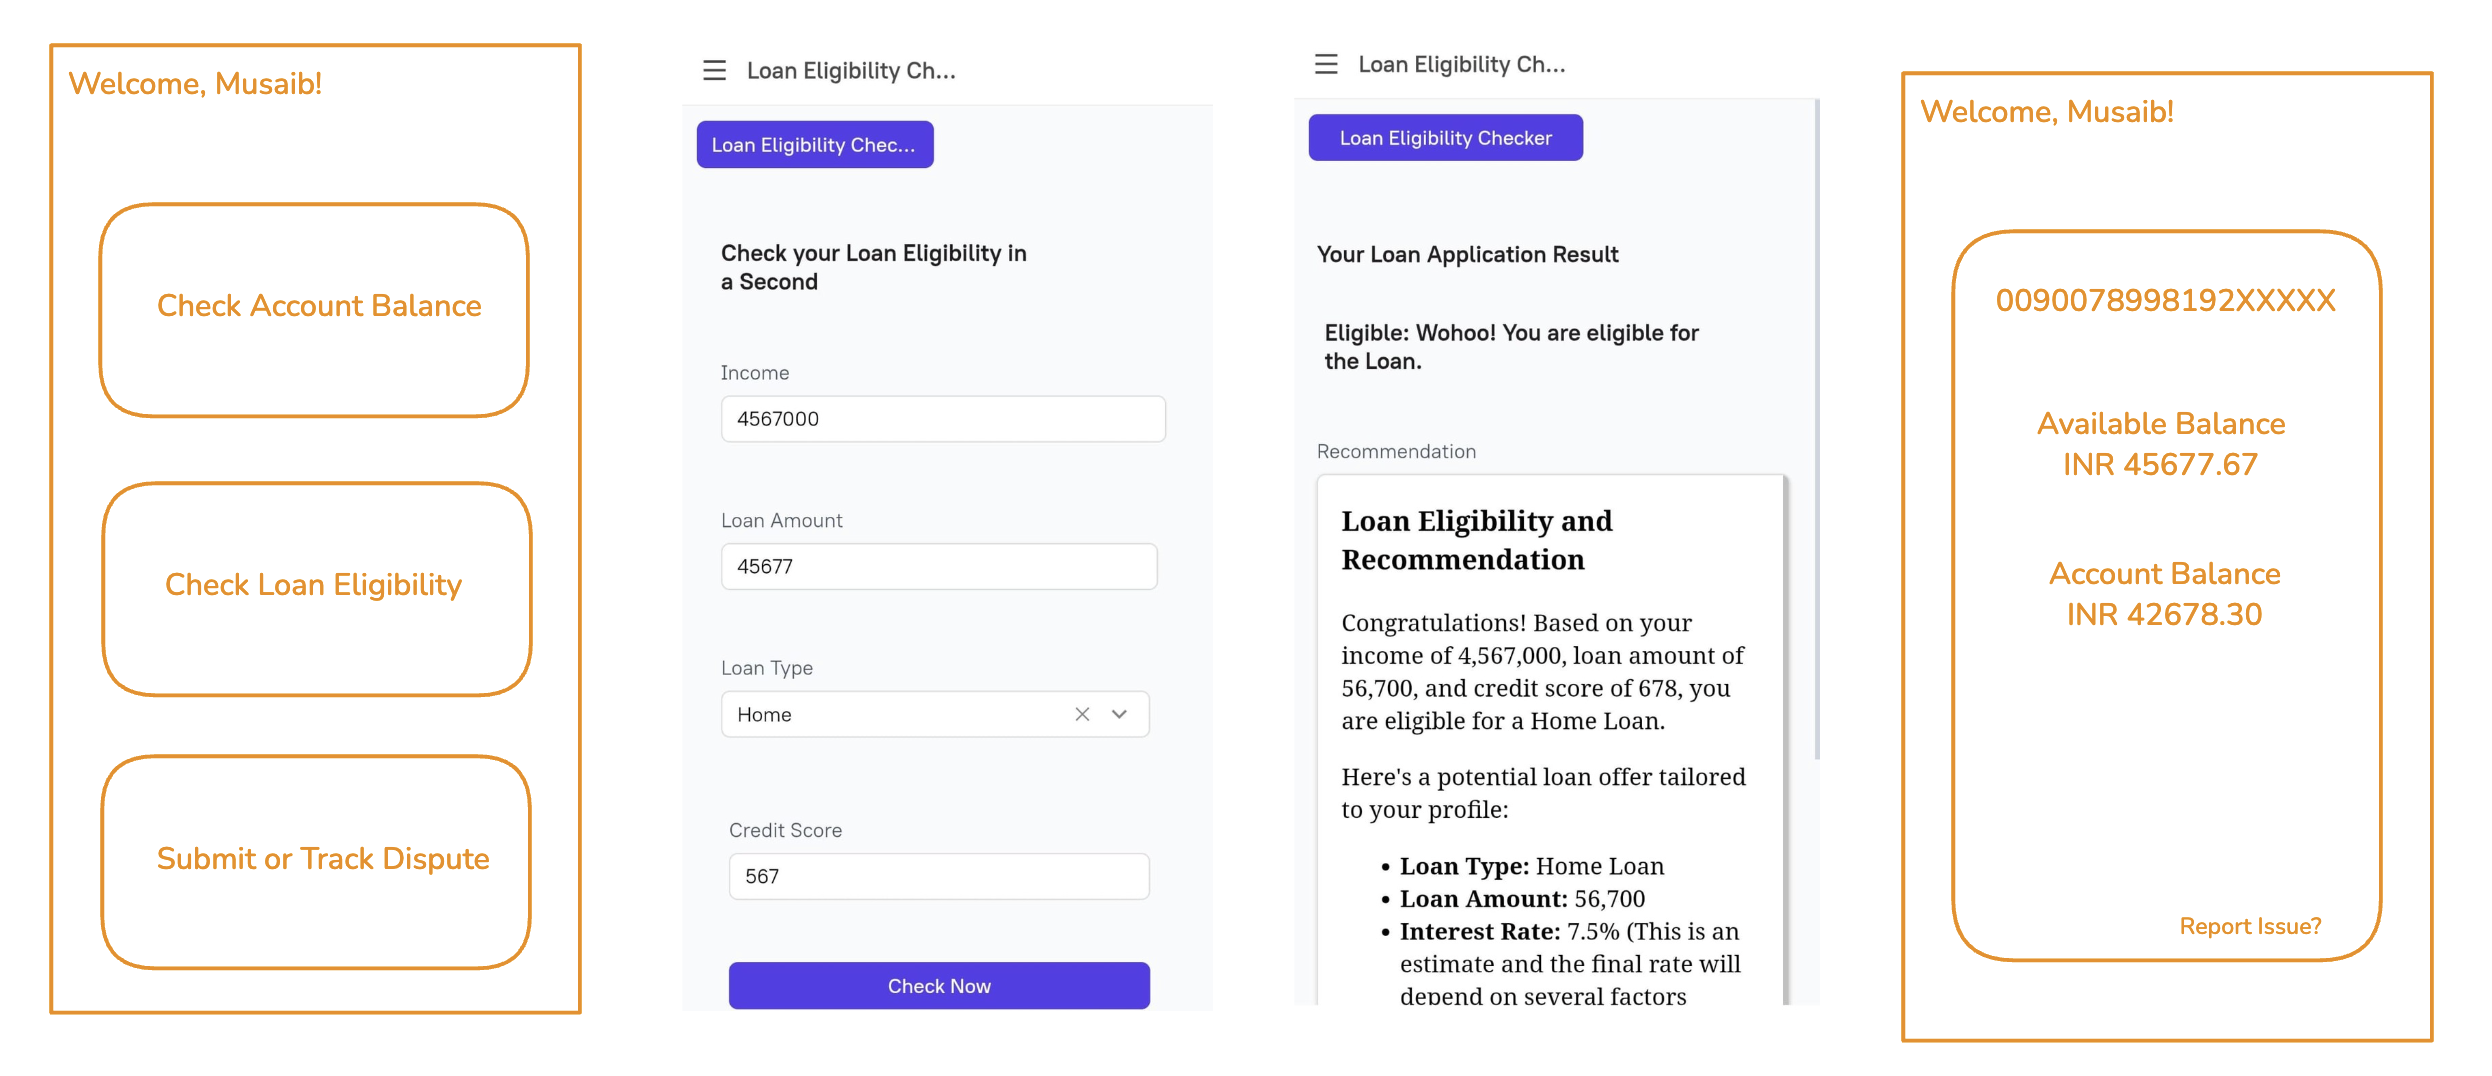 Welcome, Musaib!
Check Account Balance
Check Loan Eligibility
Submit or Track Dispute
Loan Eligibility Ch...
Loan Eligibility Chec...
Check your Loan Eligibility in
a Second
Income
4567000
Loan Amount
45677
Loan Type
Home
Credit Score
567
Check Now
Loan Eligibility Ch...
Loan Eligibility Checker
Your Loan Application Result
Eligible: Wohoo! You are eligible for
the Loan.
Recommendation
Loan Eligibility and
Recommendation
Congratulations! Based on your
income of 4,567,000, loan amount of
56,700, and credit score of 678, you
are eligible for a Home Loan.
Here's a potential loan offer tailored
to your profile:
• Loan Type: Home Loan
• Loan Amount: 56,700
• Interest Rate: 7.5% (This is an
estimate and the final rate will
depend on several factors
Welcome, Musaib!
0090078998192XXXXX
Available Balance
INR 45677.67
Account Balance
INR 42678.30
Report Issue?